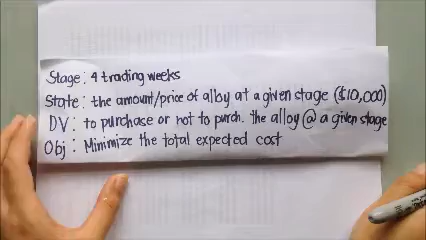 Stage: 4 trading weeks
State: the amount/price of alloy at a given stage ($10,000)
DV: to purchase or not to purch. the alloy @ a given stage
Obj: Minimize the total expected cost